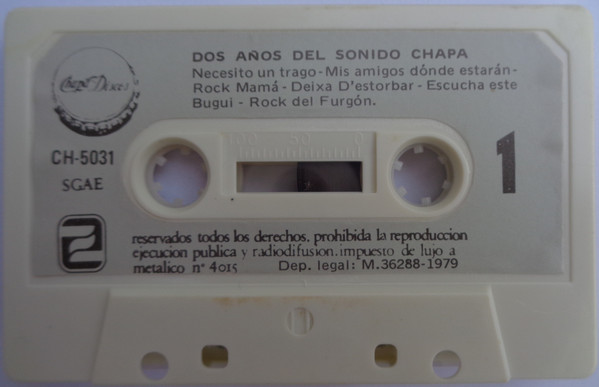 DOS AÑOS DEL SONIDO CHAPA
Necesito un trago-Mis amigos dónde estarán-
Rock Mamá - Deixa D'estorbar - Escucha este
Bugui - Rock del Furgón.
Chapa Discos
CH-5031
SGAE
1
reservados todos los derechos. prohibida la reproduccion
ejecucion publica y radiodifusion. impuesto de lujo a
metalico nº 4015 Dep. legal: M.36288-1979